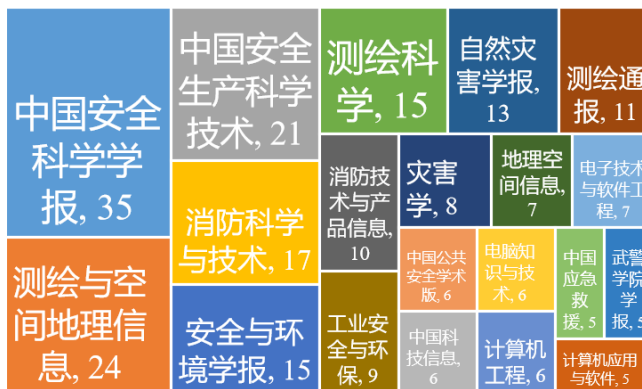 中国安全
科学学
报, 35
测绘与空
间地理信
息, 24
中国安全
生产科学
技术, 21
消防科学
与技术, 17
安全与环
境学报, 15
测绘科
学, 15
自然灾
害学报,
13
测绘通
报, 11
消防技
术与产
品信息,
10
工业安
全与环
保, 9
灾害
学, 8
地理空
间信息,
7
电子技术
与软件工
程, 7
中国公共
安全学术
版, 6
电脑知
识与技
术, 6
中国科
技信息,
6
计算机
工程, 6
中国
应急
救
援, 5
武警
学院
学
报, 5
计算机应用
与软件, 5